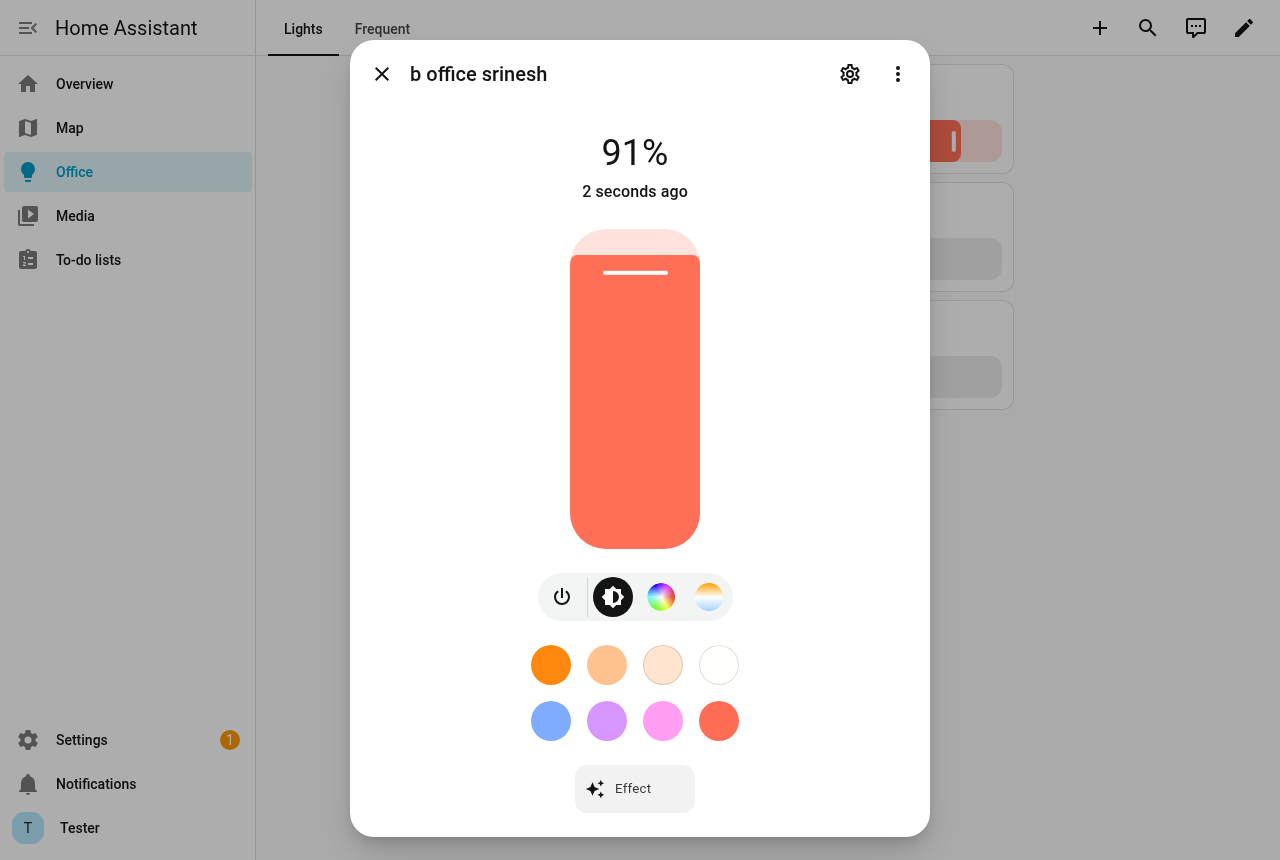 Home Assistant
Lights
Frequent
Overview
Map
Office
Media
To-do lists
Settings
1
Notifications
T
Tester
b office srinesh
91%
2 seconds ago
Effect